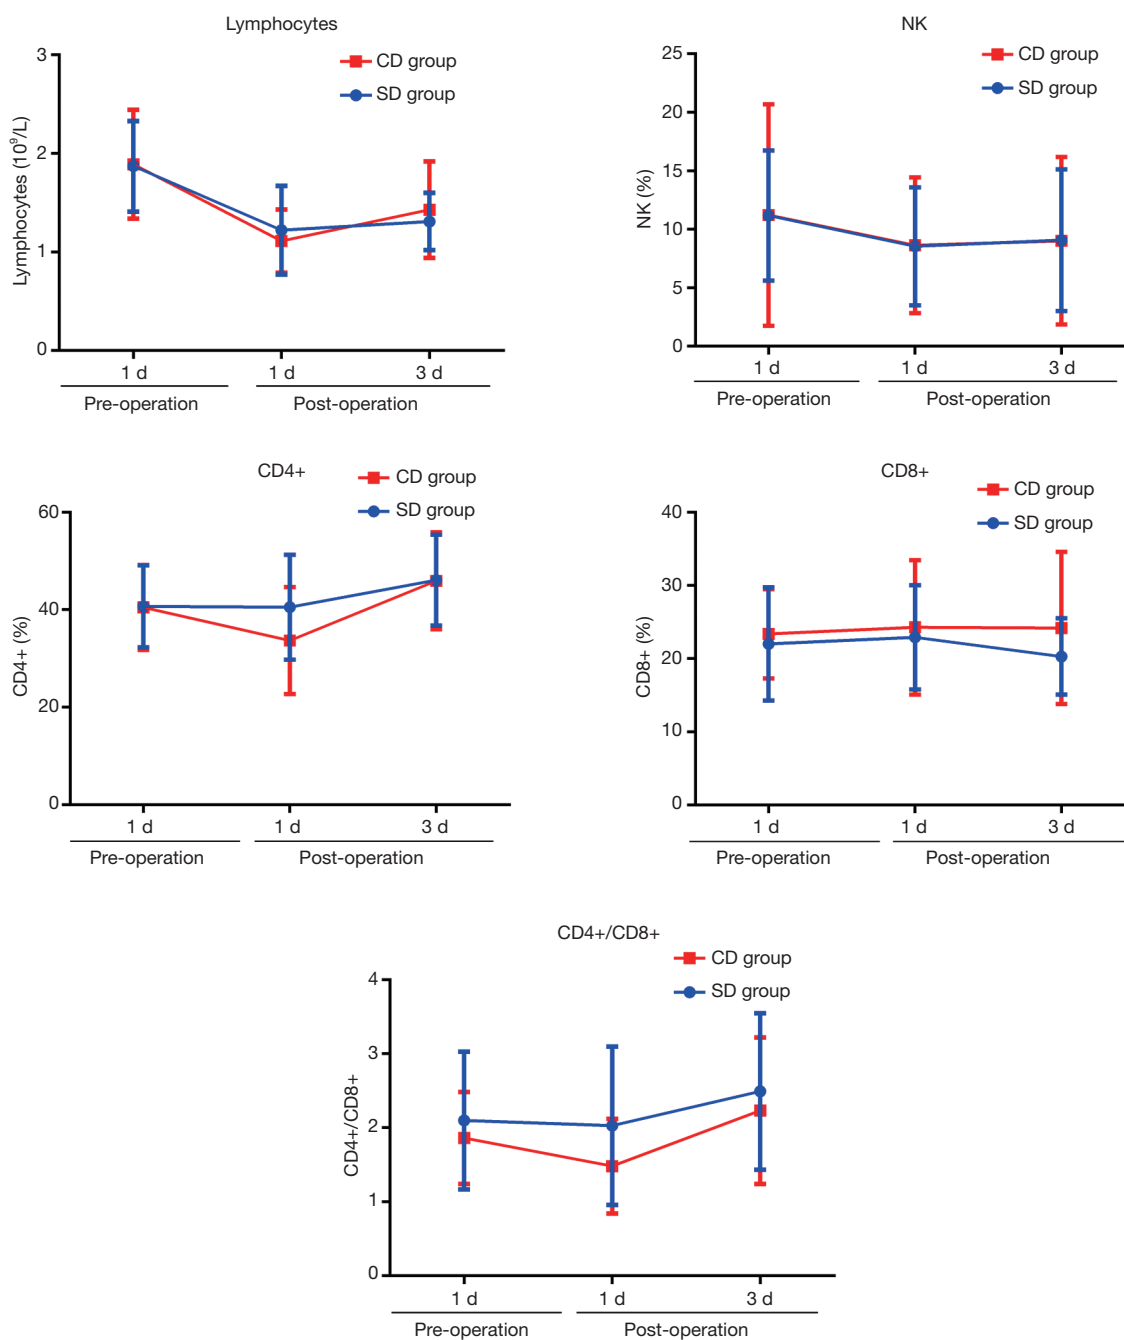 Lymphocytes
CD group
SD group
Lymphocytes (10⁹/L)
3
2
1
0
1 d
1 d
3 d
Pre-operation
Post-operation
NK
CD group
SD group
NK (%)
25
20
15
10
5
0
1 d
1 d
3 d
Pre-operation
Post-operation
CD4+
CD group
SD group
CD4+ (%)
60
40
20
0
1 d
1 d
3 d
Pre-operation
Post-operation
CD8+
CD group
SD group
CD8+ (%)
40
30
20
10
0
1 d
1 d
3 d
Pre-operation
Post-operation
CD4+/CD8+
CD group
SD group
CD4+/CD8+
4
3
2
1
0
1 d
1 d
3 d
Pre-operation
Post-operation